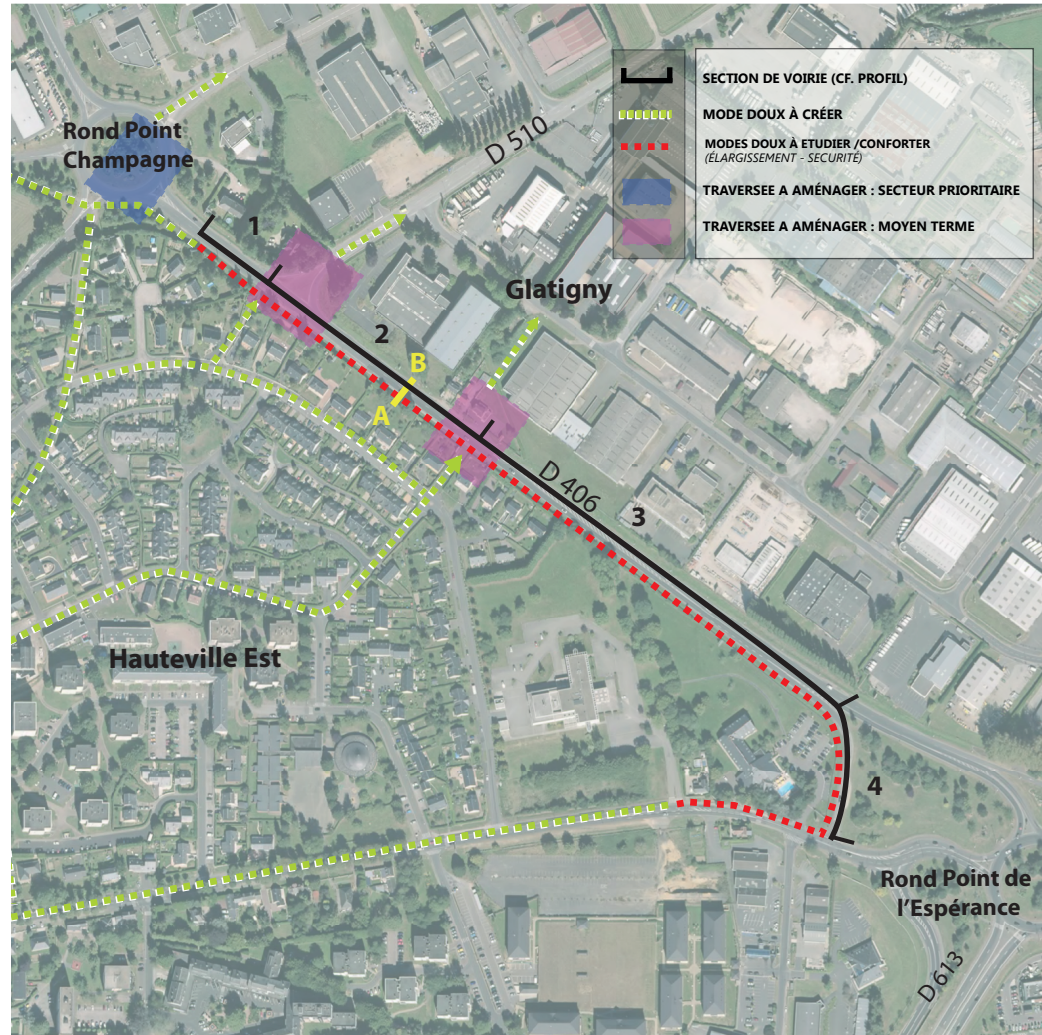 SECTION DE VOIRIE (CF. PROFIL)
MODE DOUX À CRÉER
MODES DOUX À ETUDIER /CONFORTER
(ÉLARGISSEMENT - SECURITÉ)
TRAVERSEE A AMÉNAGER : SECTEUR PRIORITAIRE
TRAVERSEE A AMÉNAGER : MOYEN TERME
Rond Point
Champagne
D 510
1
Glatigny
2
B
A
D 406
3
Hauteville Est
4
Rond Point de
l'Espérance
D 613